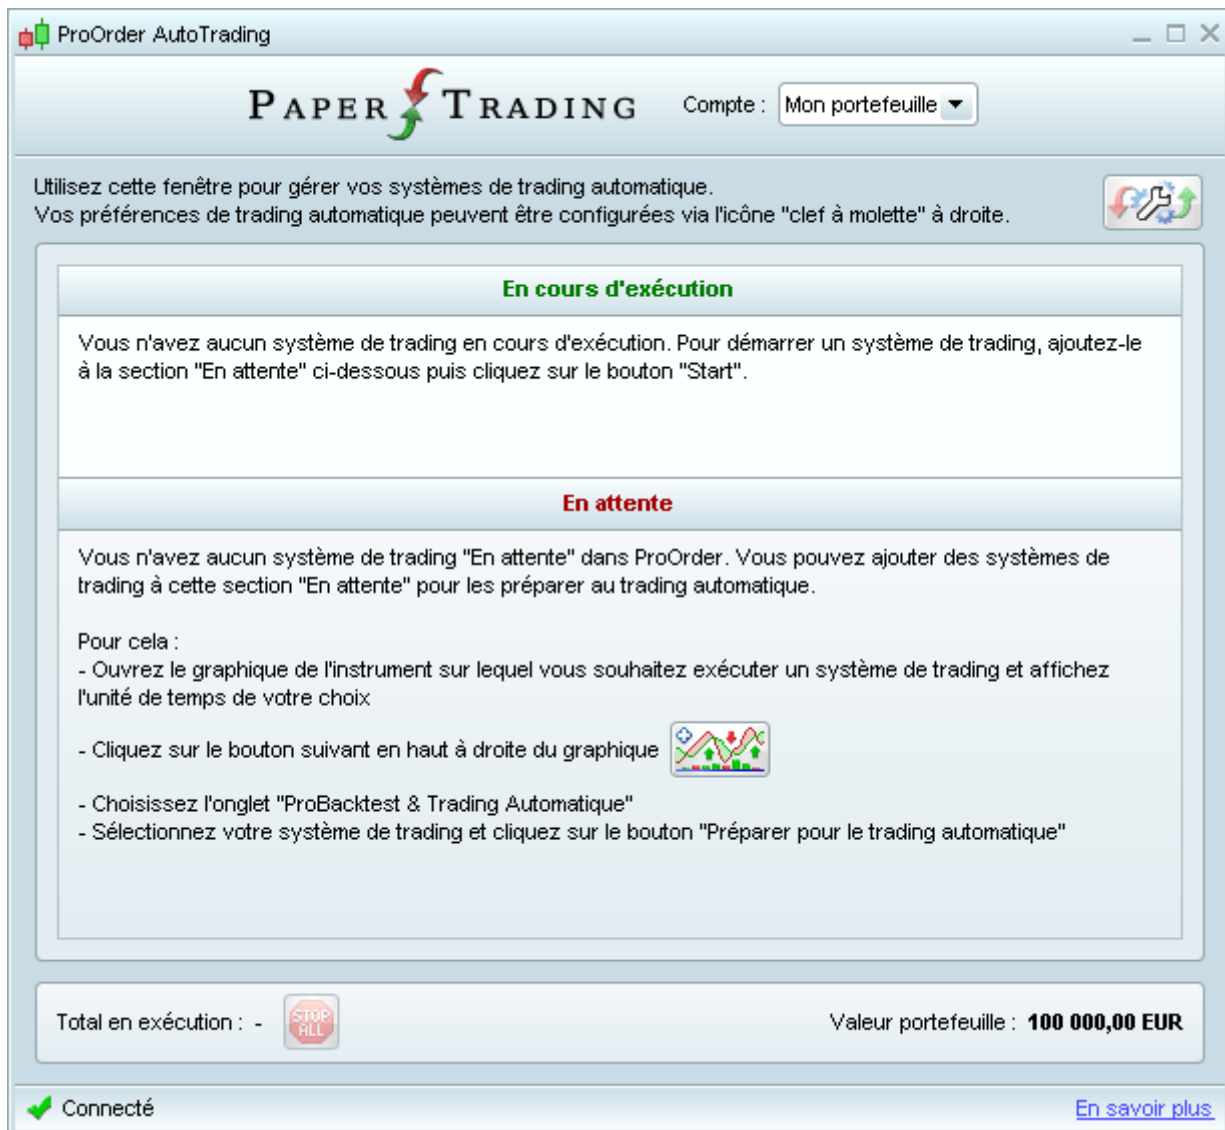 ProOrder AutoTrading
PAPER TRADING Compte : Mon portefeuille
Utilisez cette fenêtre pour gérer vos systèmes de trading automatique.
Vos préférences de trading automatique peuvent être configurées via l'icône "clef à molette" à droite.
En cours d'exécution
Vous n'avez aucun système de trading en cours d'exécution. Pour démarrer un système de trading, ajoutez-le
à la section "En attente" ci-dessous puis cliquez sur le bouton "Start".
En attente
Vous n'avez aucun système de trading "En attente" dans ProOrder. Vous pouvez ajouter des systèmes de
trading à cette section "En attente" pour les préparer au trading automatique.
Pour cela :
- Ouvrez le graphique de l'instrument sur lequel vous souhaitez exécuter un système de trading et affichez
l'unité de temps de votre choix
- Cliquez sur le bouton suivant en haut à droite du graphique
- Choisissez l'onglet "ProBacktest & Trading Automatique"
- Sélectionnez votre système de trading et cliquez sur le bouton "Préparer pour le trading automatique"
Total en exécution : - STOP ALL Valeur portefeuille : 100 000,00 EUR
Connecté En savoir plus